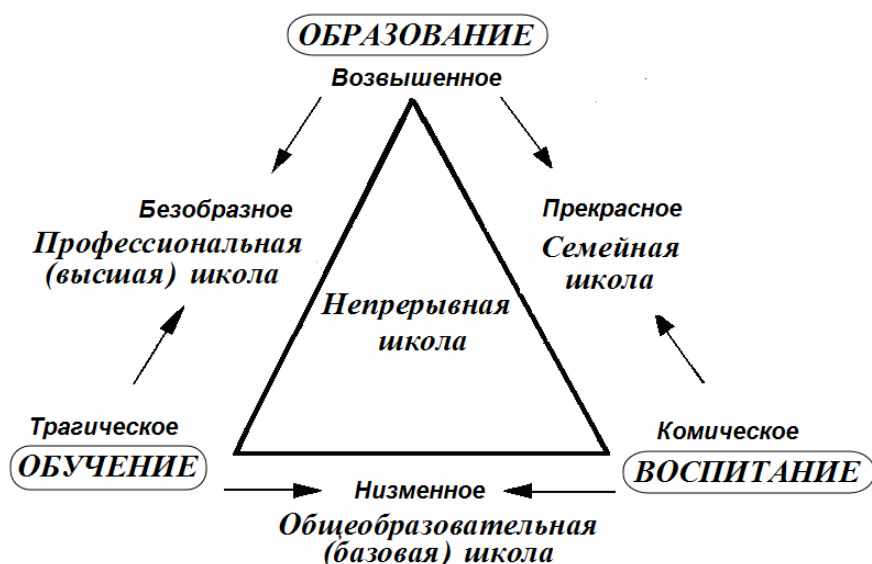 ОБРАЗОВАНИЕ
Возвышенное
Безобразное
Профессиональная
(высшая) школа
Прекрасное
Семейная
школа
Непрерывная
школа
Трагическое
ОБУЧЕНИЕ
Комическое
ВОСПИТАНИЕ
Низменное
Общеобразовательная
(базовая) школа